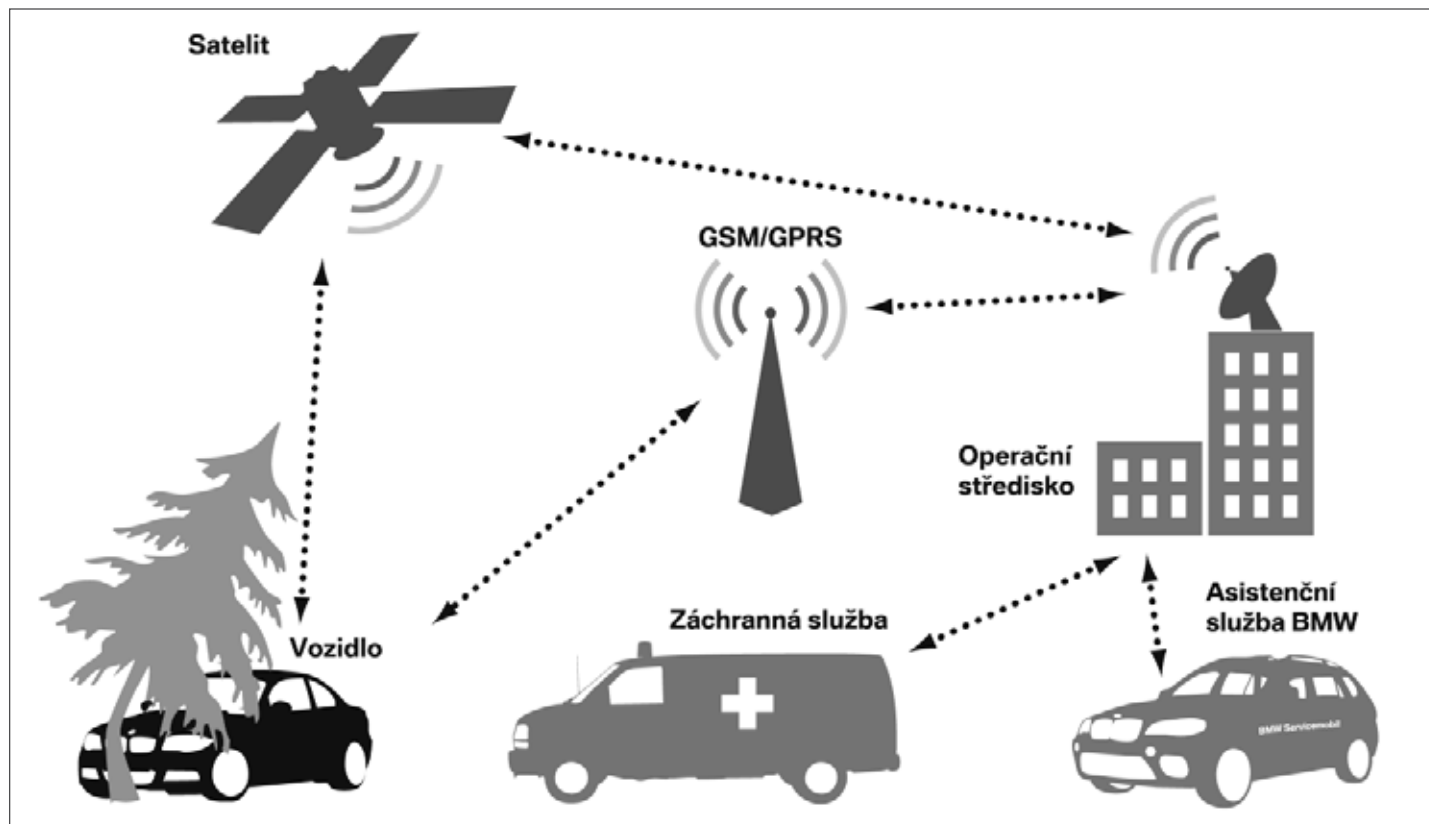 Satelit
GSM/GPRS
Operační
středisko
Vozidlo
Záchranná služba
Asistenční
služba BMW
BMW Servicemobil